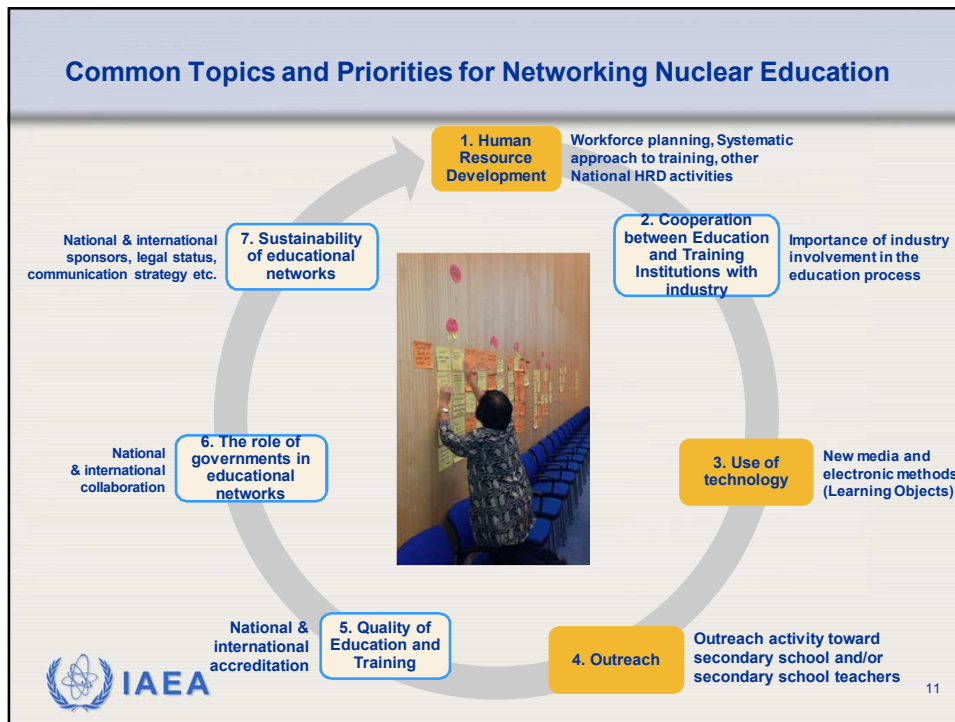 Common Topics and Priorities for Networking Nuclear Education
1. Human
Resource
Development
Workforce planning, Systematic
approach to training, other
National HRD activities
2. Cooperation
between Education
and Training
Institutions with
industry
Importance of industry
involvement in the
education process
3. Use of
technology
New media and
electronic methods
(Learning Objects)
4. Outreach
Outreach activity toward
secondary school and/or
secondary school teachers
5. Quality of
Education and
Training
National &
international
accreditation
6. The role of
governments in
educational
networks
National
& international
collaboration
7. Sustainability
of educational
networks
National & international
sponsors, legal status,
communication strategy etc.
IAEA
11